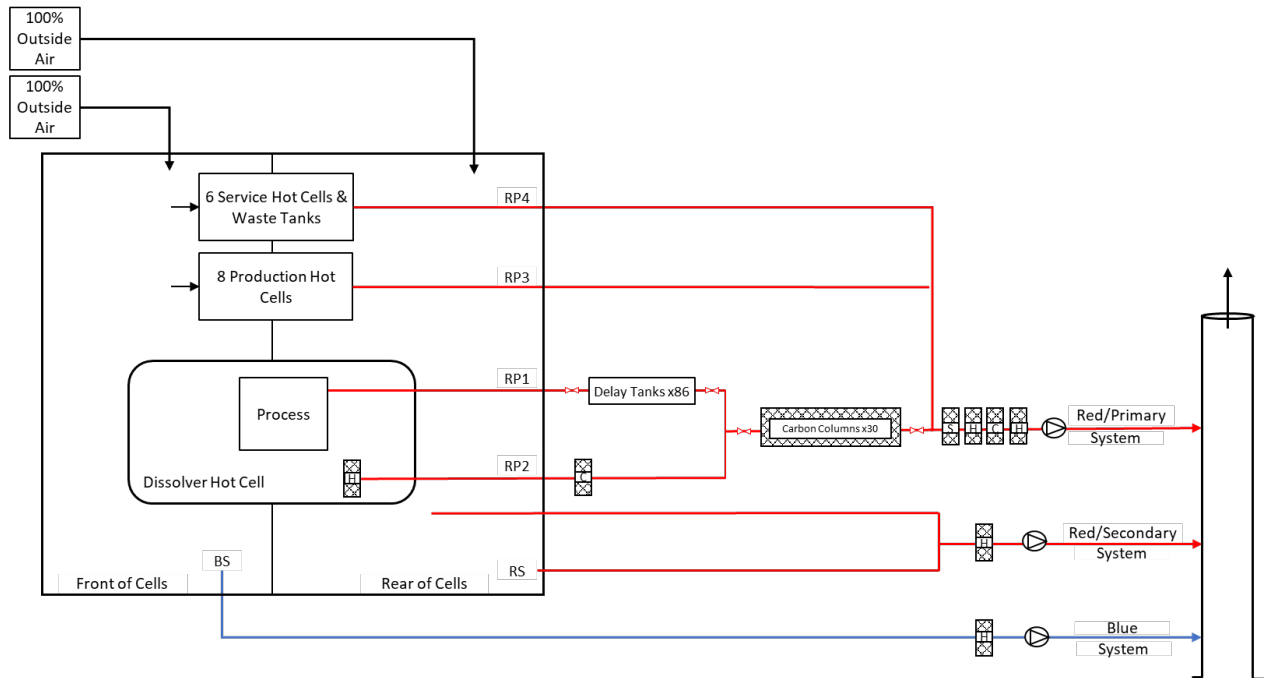 100%
Outside
Air
100%
Outside
Air
6 Service Hot Cells &
Waste Tanks
RP4
8 Production Hot
Cells
RP3
Process
RP1
Delay Tanks x86
Carbon Columns x30
S
H
C
H
Red/Primary
System
Dissolver Hot Cell
H
RP2
C
H
Red/Secondary
System
BS
RS
Front of Cells
Rear of Cells
H
Blue
System